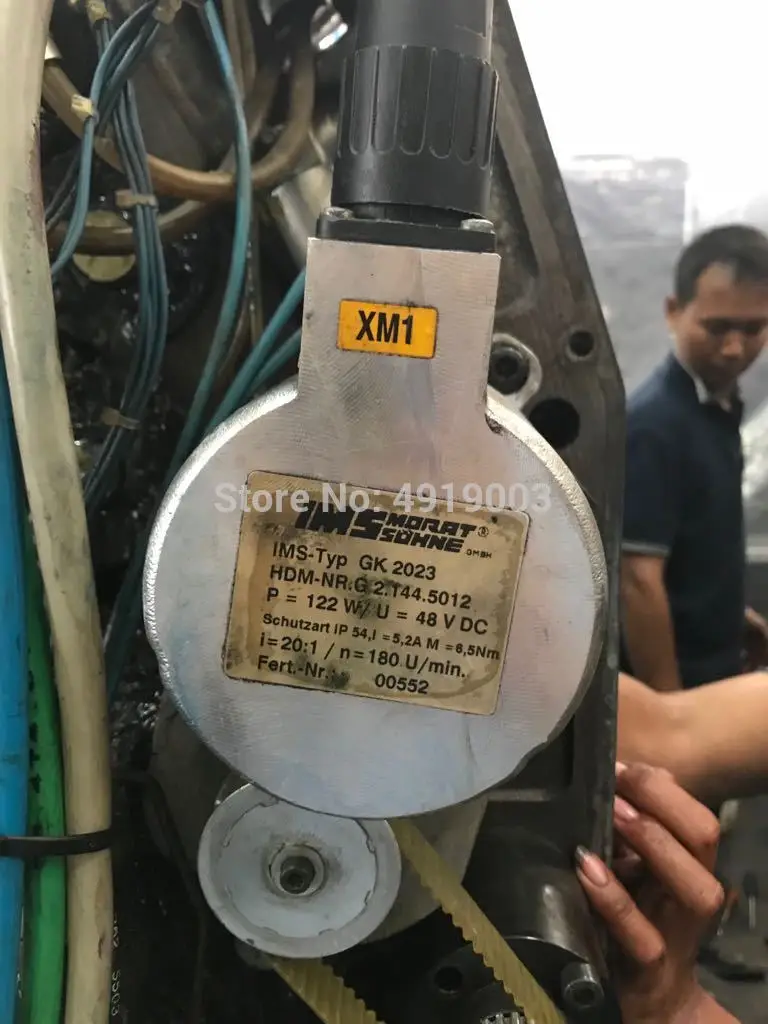 XM1
Store No: 4919003
IMS MORAT®
SÖHNE GMBH
IMS-Typ GK 2023
HDM-NR.G 2.144.5012
P = 122 W/ U = 48 V DC
Schutzart IP 54,I =5,2A M =6,5Nm
i=20:1 / n=180 U/min.
Fert.-Nr.: 00552